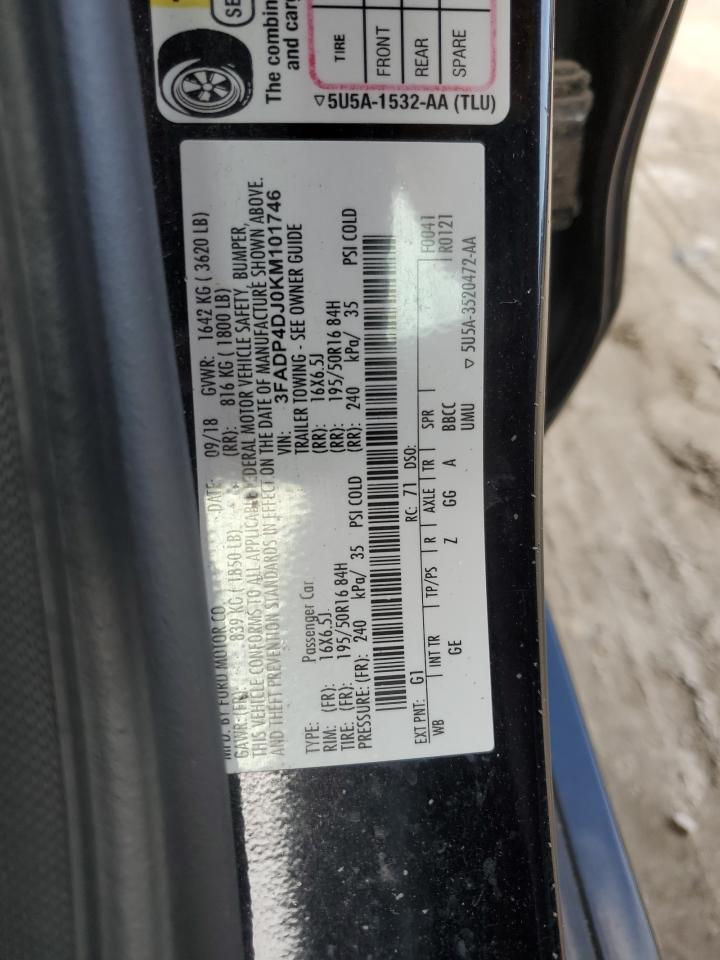 SE
The combin
and carg
TIRE
FRONT
REAR
SPARE
▽5U5A-1532-AA (TLU)
MFD. BY FORD MOTOR CO. DATE: 09/18 GVWR: 1642 KG ( 3620 LB)
GAWR: (FR): 839 KG ( 1850 LB) (RR): 816 KG ( 1800 LB)
THIS VEHICLE CONFORMS TO ALL APPLICABLE FEDERAL MOTOR VEHICLE SAFETY, BUMPER,
AND THEFT PREVENTION STANDARDS IN EFFECT ON THE DATE OF MANUFACTURE SHOWN ABOVE.
VIN: 3FADP4DJ0KM101746
TYPE: Passenger Car TRAILER TOWING - SEE OWNER GUIDE
RIM: (FR): 16X6.5J (RR): 16X6.5J
TIRE: (FR): 195/50R16 84H (RR): 195/50R16 84H
PRESSURE: (FR): 240 kPa/ 35 PSI COLD (RR): 240 kPa/ 35 PSI COLD
EXT PNT: G1 RC: 71 DSO: F0041
WB INT TR TP/PS R AXLE TR SPR R0121
GE Z GG A BBCC
UMU ▽ 5U5A-3520472-AA